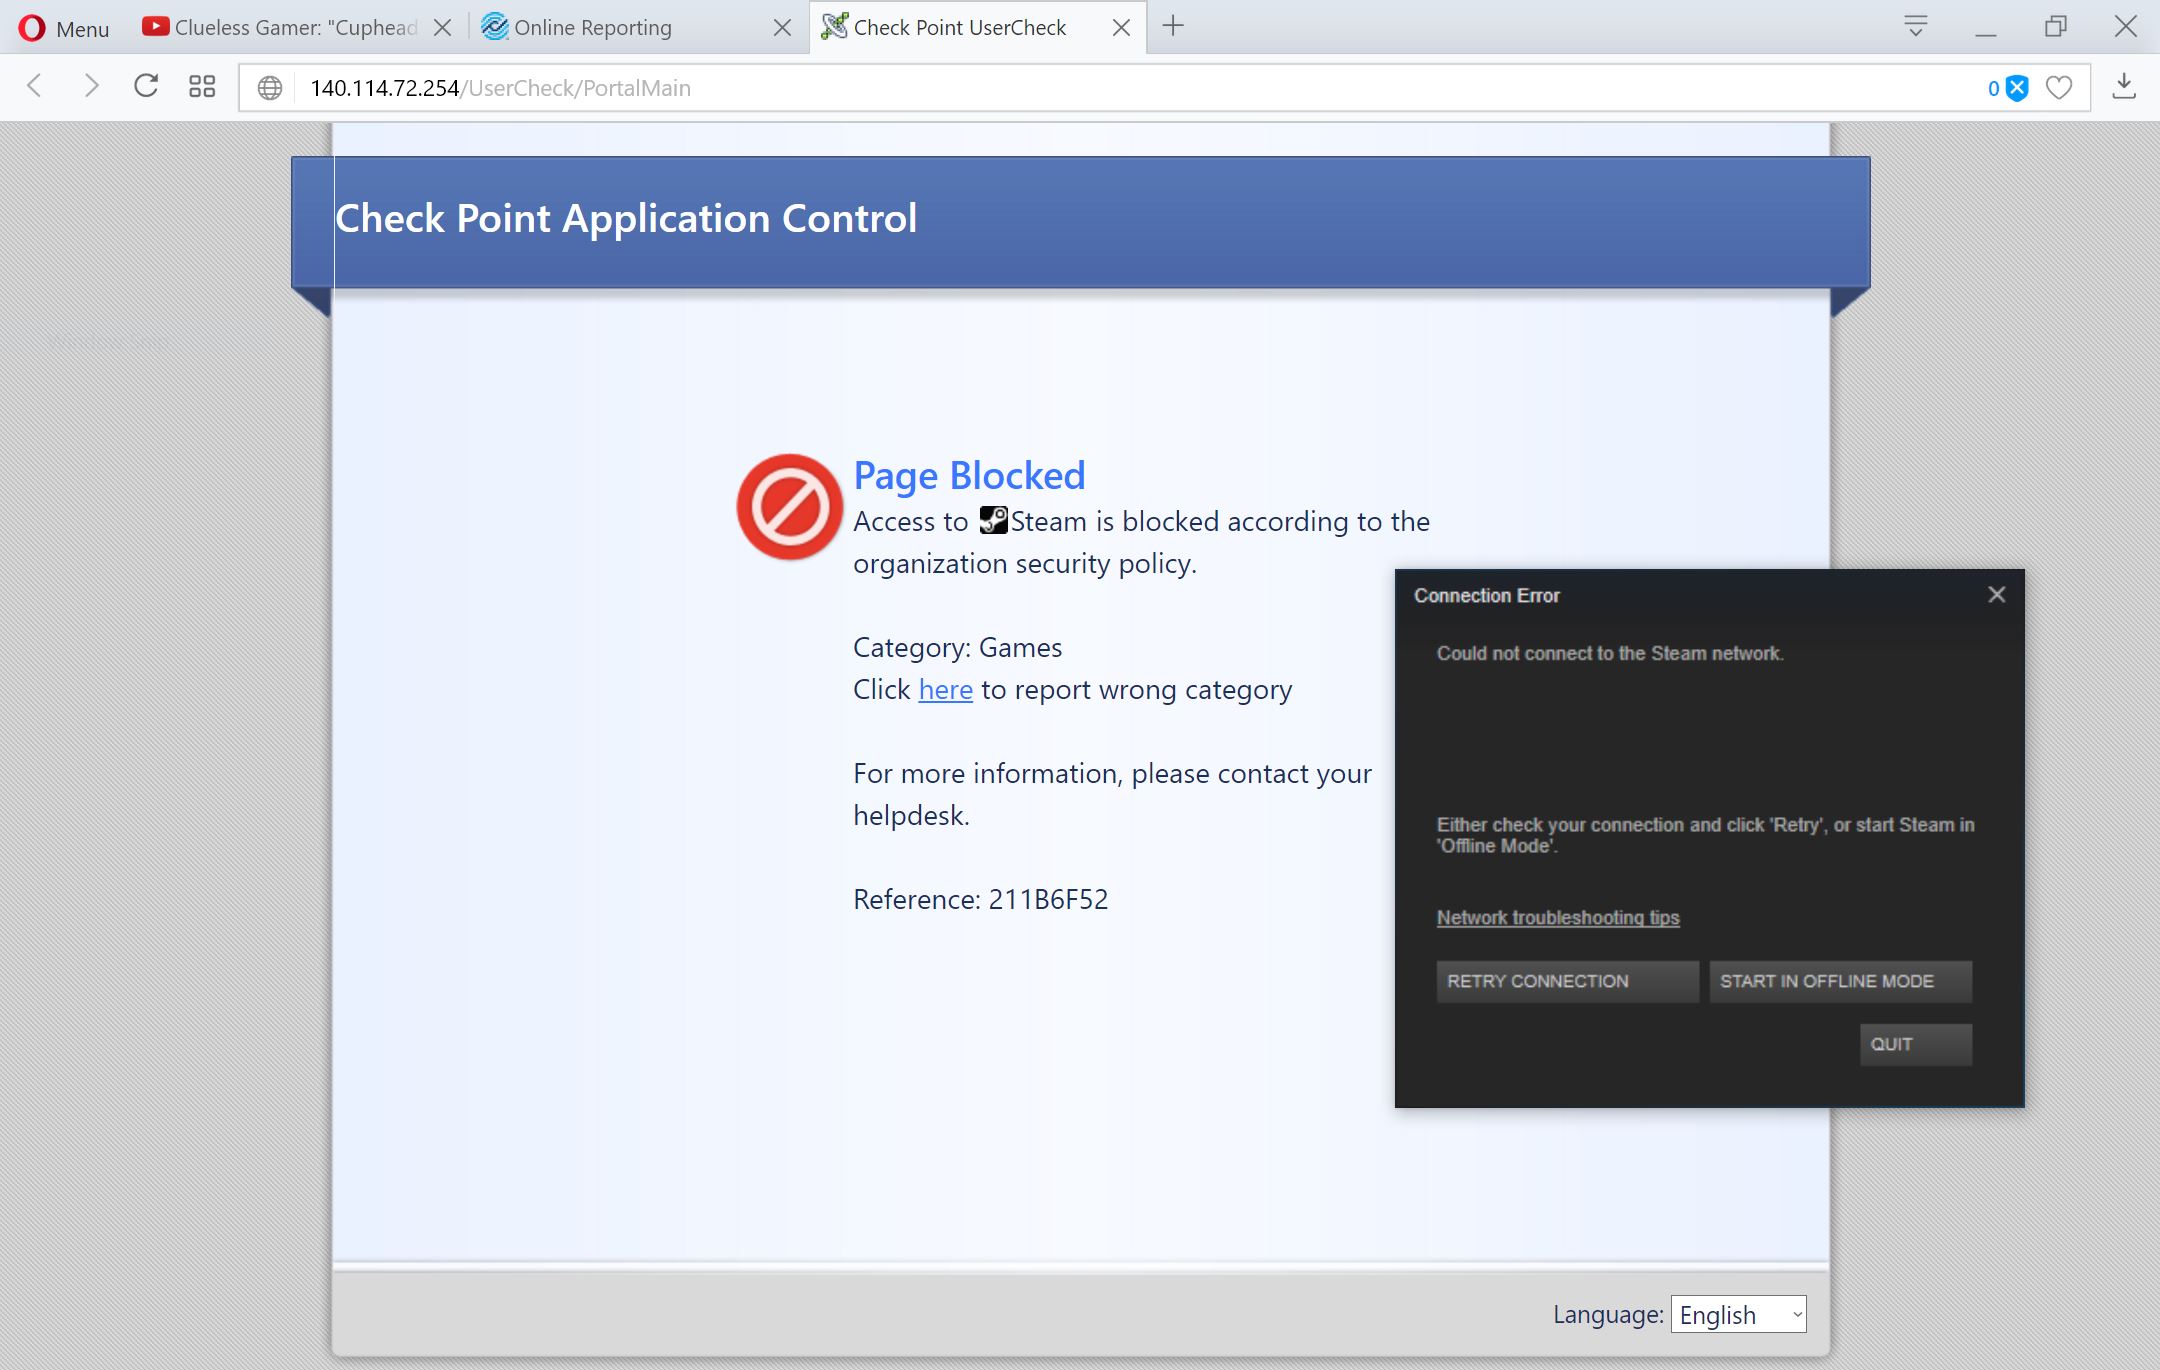 Menu
Clueless Gamer: "Cuphead
Online Reporting
Check Point UserCheck
140.114.72.254/UserCheck/PortalMain
0
Check Point Application Control
Window Snip
Page Blocked
Access to Steam is blocked according to the
organization security policy.
Category: Games
Click here to report wrong category
For more information, please contact your
helpdesk.
Reference: 211B6F52
Connection Error
Could not connect to the Steam network.
Either check your connection and click 'Retry', or start Steam in
'Offline Mode'.
Network troubleshooting tips
RETRY CONNECTION
START IN OFFLINE MODE
QUIT
Language: English